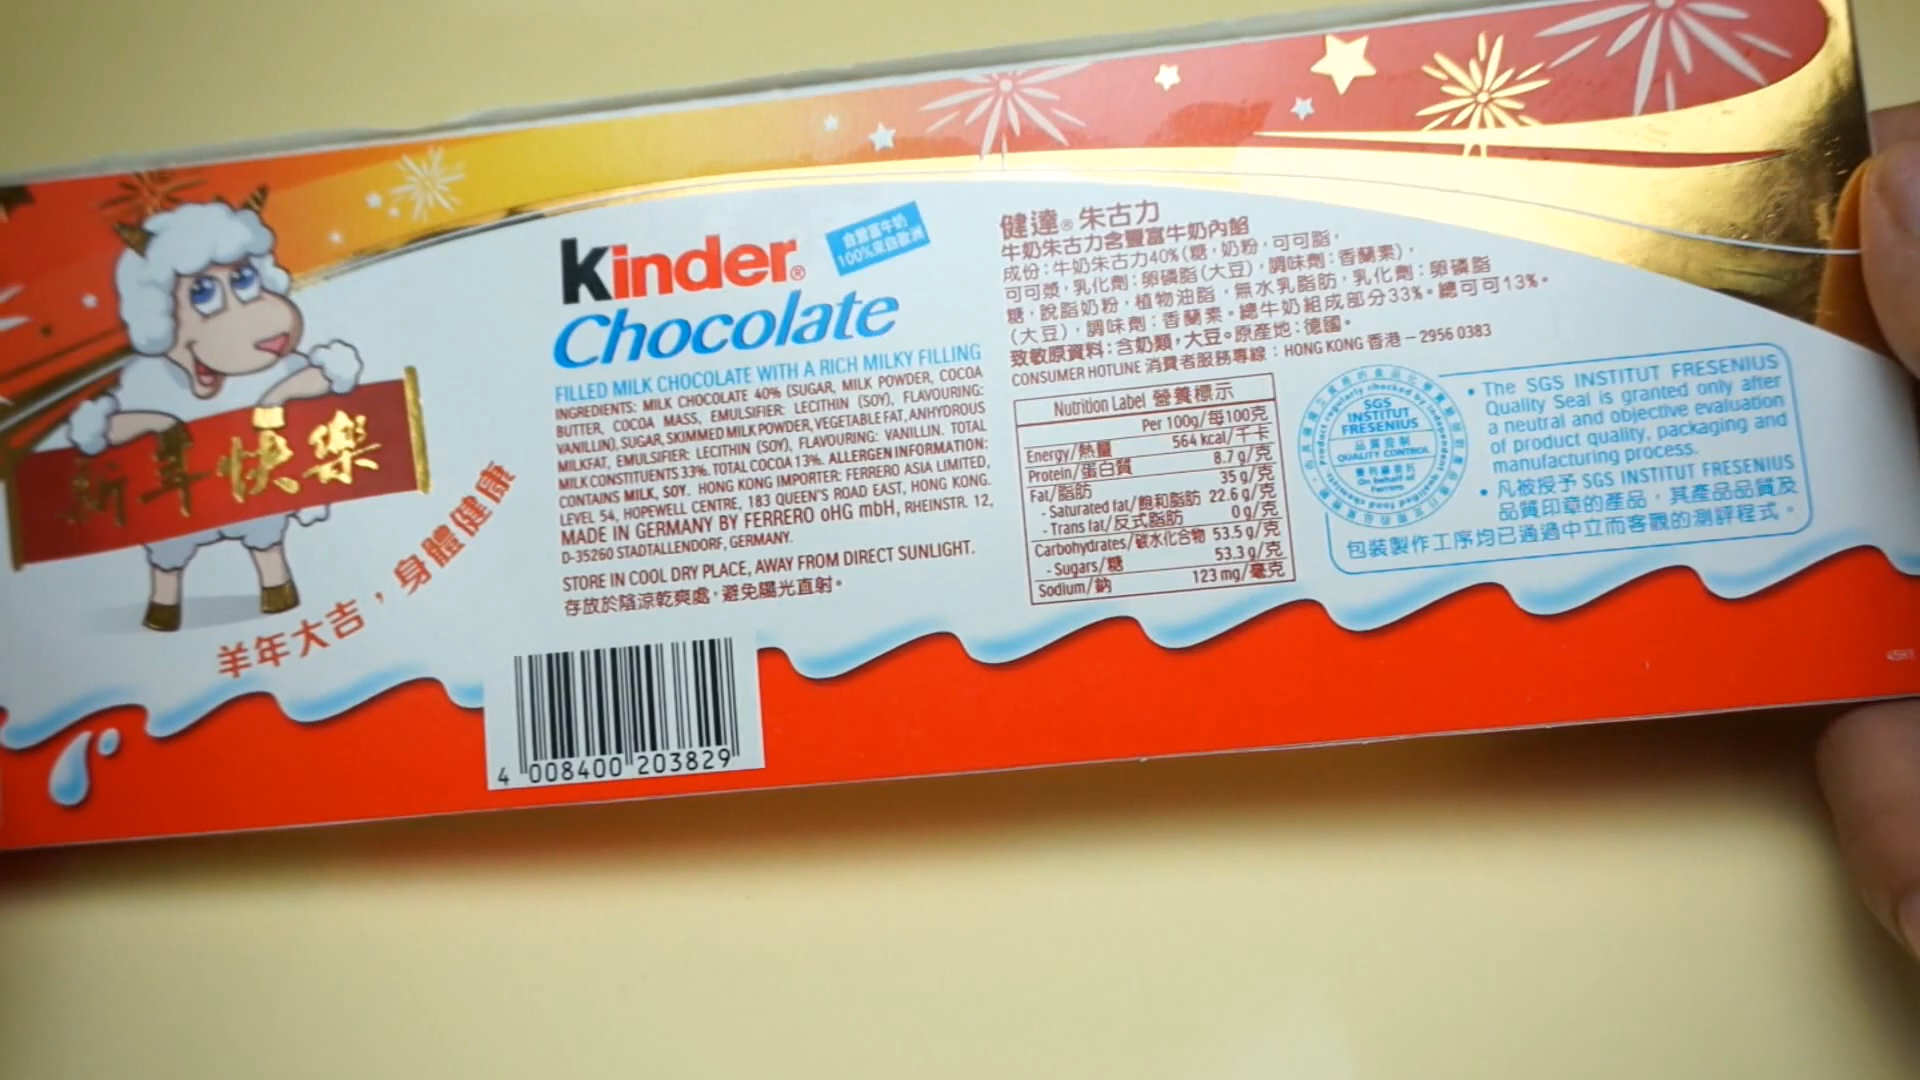 新年快樂
羊年大吉，身體健康
kinder®
Chocolate
100%來自歐洲
FILLED MILK CHOCOLATE WITH A RICH MILKY FILLING
INGREDIENTS: MILK CHOCOLATE 40% (SUGAR, MILK POWDER, COCOA
BUTTER, COCOA MASS, EMULSIFIER: LECITHIN (SOY), FLAVOURING:
VANILLIN), SUGAR, SKIMMED MILK POWDER, VEGETABLE FAT, ANHYDROUS
MILKFAT, EMULSIFIER: LECITHIN (SOY), FLAVOURING: VANILLIN. TOTAL
MILK CONSTITUENTS 33%. TOTAL COCOA 13%. ALLERGEN INFORMATION:
CONTAINS MILK, SOY. HONG KONG IMPORTER: FERRERO ASIA LIMITED,
LEVEL 54, HOPEWELL CENTRE, 183 QUEEN'S ROAD EAST, HONG KONG.
MADE IN GERMANY BY FERRERO oHG mbH, RHEINSTR. 12,
D-35260 STADTALLENDORF, GERMANY.
STORE IN COOL DRY PLACE, AWAY FROM DIRECT SUNLIGHT.
存放於陰涼乾爽處，避免陽光直射。
4 008400 203829
健達® 朱古力
牛奶朱古力含豐富牛奶內餡
成份：牛奶朱古力40%（糖，奶粉，可可脂，
可可漿，乳化劑：卵磷脂（大豆），調味劑：香蘭素），
糖，脫脂奶粉，植物油脂，無水乳脂肪，乳化劑：卵磷脂
（大豆），調味劑：香蘭素。總牛奶組成部分33%。總可可13%。
致敏原資料：含奶類，大豆。原產地：德國。
CONSUMER HOTLINE 消費者服務專線：HONG KONG 香港 – 2956 0383
Nutrition Label 營養標示
Per 100g/每100克
Energy/熱量 564 kcal/千卡
Protein/蛋白質 8.7 g/克
Fat/脂肪 35 g/克
- Saturated fat/飽和脂肪 22.6 g/克
- Trans fat/反式脂肪 0 g/克
Carbohydrates/碳水化合物 53.5 g/克
- Sugars/糖 53.3 g/克
Sodium/鈉 123 mg/毫克
SGS
INSTITUT
FRESENIUS
品質控制
QUALITY CONTROL
On behalf of
Ferrero
• The SGS INSTITUT FRESENIUS
Quality Seal is granted only after
a neutral and objective evaluation
of product quality, packaging and
manufacturing process.
• 凡被授予 SGS INSTITUT FRESENIUS
品質印章的產品，其產品品質及
包裝製作工序均已通過中立而客觀的測評程式。